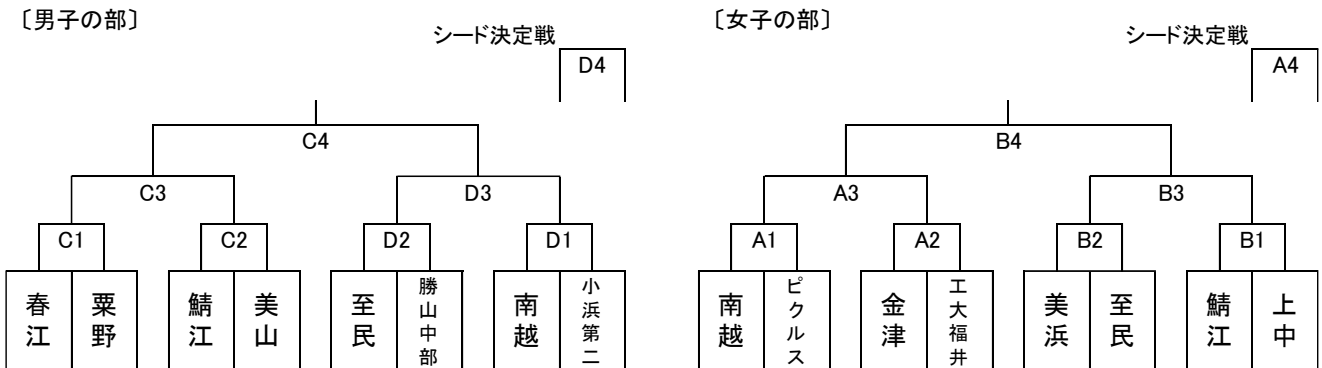 〔男子の部〕
シード決定戦
D4
C4
C3
D3
C1
C2
D2
D1
春江
粟野
鯖江
美山
至民
勝山中部
南越
小浜第二
〔女子の部〕
シード決定戦
A4
B4
A3
B3
A1
A2
B2
B1
南越
ピクルス
金津
工大福井
美浜
至民
鯖江
上中